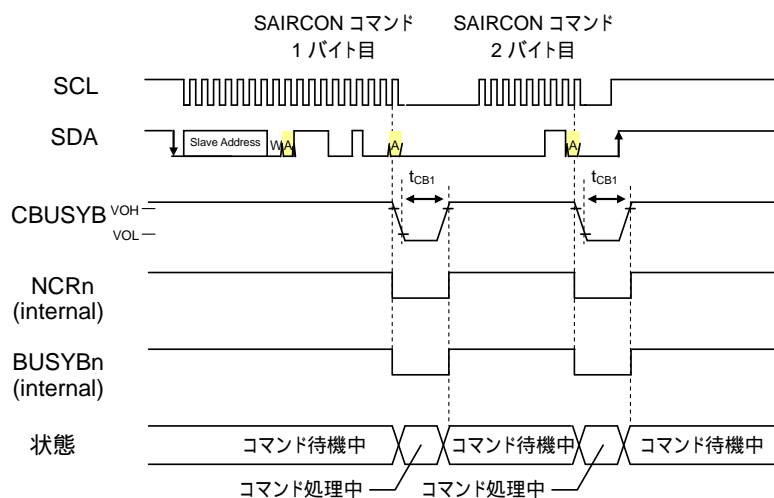 SAIRCON コマンド
1 バイト目
SAIRCON コマンド
2 バイト目
SCL
SDA
Slave Address
W
A
A
A
tCB1
tCB1
CBUSYB
VOH
VOL
NCRn
(internal)
BUSYBn
(internal)
状態
コマンド待機中
コマンド待機中
コマンド待機中
コマンド処理中
コマンド処理中